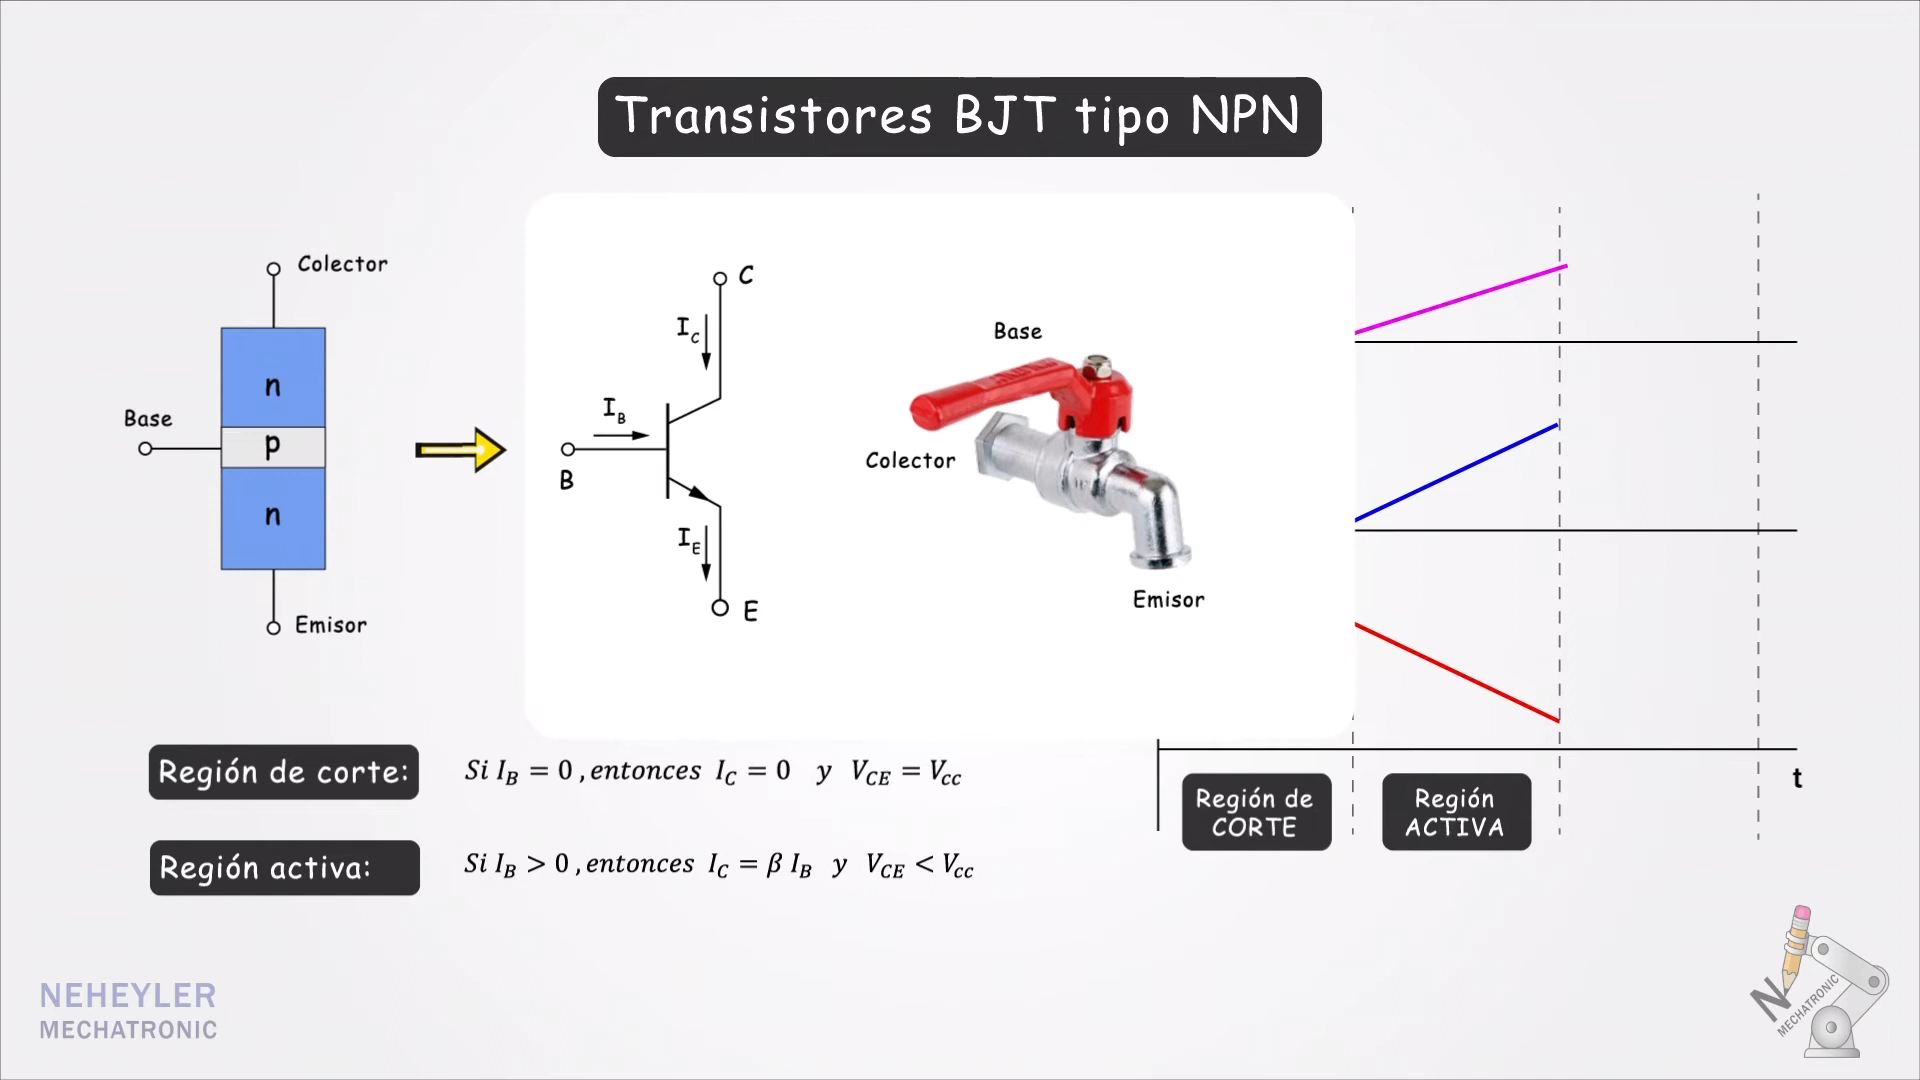 Transistores BJT tipo NPN
Colector
n
Base
p
n
Emisor
C
I_C
I_B
B
I_E
E
Base
Colector
Emisor
Región de corte:
Si I_B = 0 , entonces I_C = 0 y V_CE = V_cc
Región activa:
Si I_B > 0 , entonces I_C = β I_B y V_CE < V_cc
t
Región de
CORTE
Región
ACTIVA
NEHEYLER
MECHATRONIC
N
MECHATRONIC